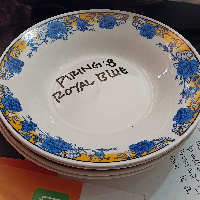 PIRING : 8
ROYAL BLUE